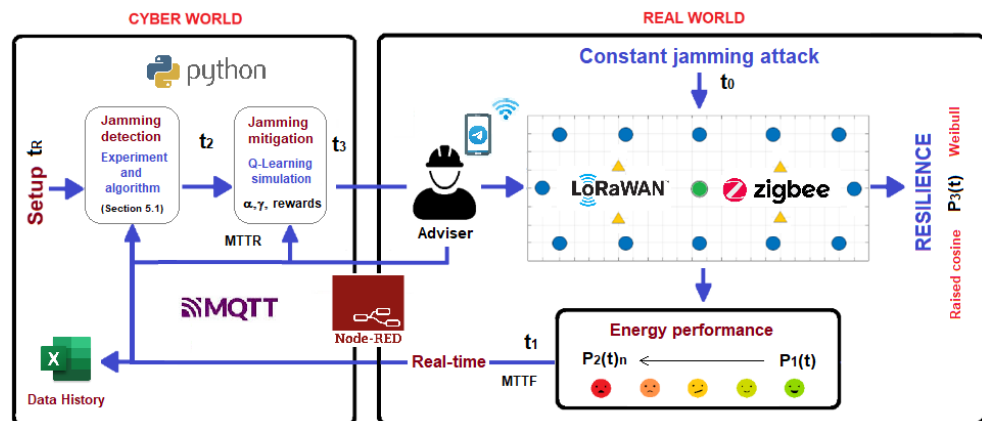 CYBER WORLD
REAL WORLD
python
Constant jamming attack
t0
Setup tR
Jamming
detection
Experiment
and
algorithm
(Section 5.1)
t2
Jamming
mitigation
Q-Learning
simulation
α,γ, rewards
t3
MTTR
Adviser
LoRaWAN™
zigbee
RESILIENCE
P3(t)
Raised cosine
Weibull
MQTT
Node-RED
Data History
Real-time
t1
MTTF
Energy performance
P2(t)n
P1(t)